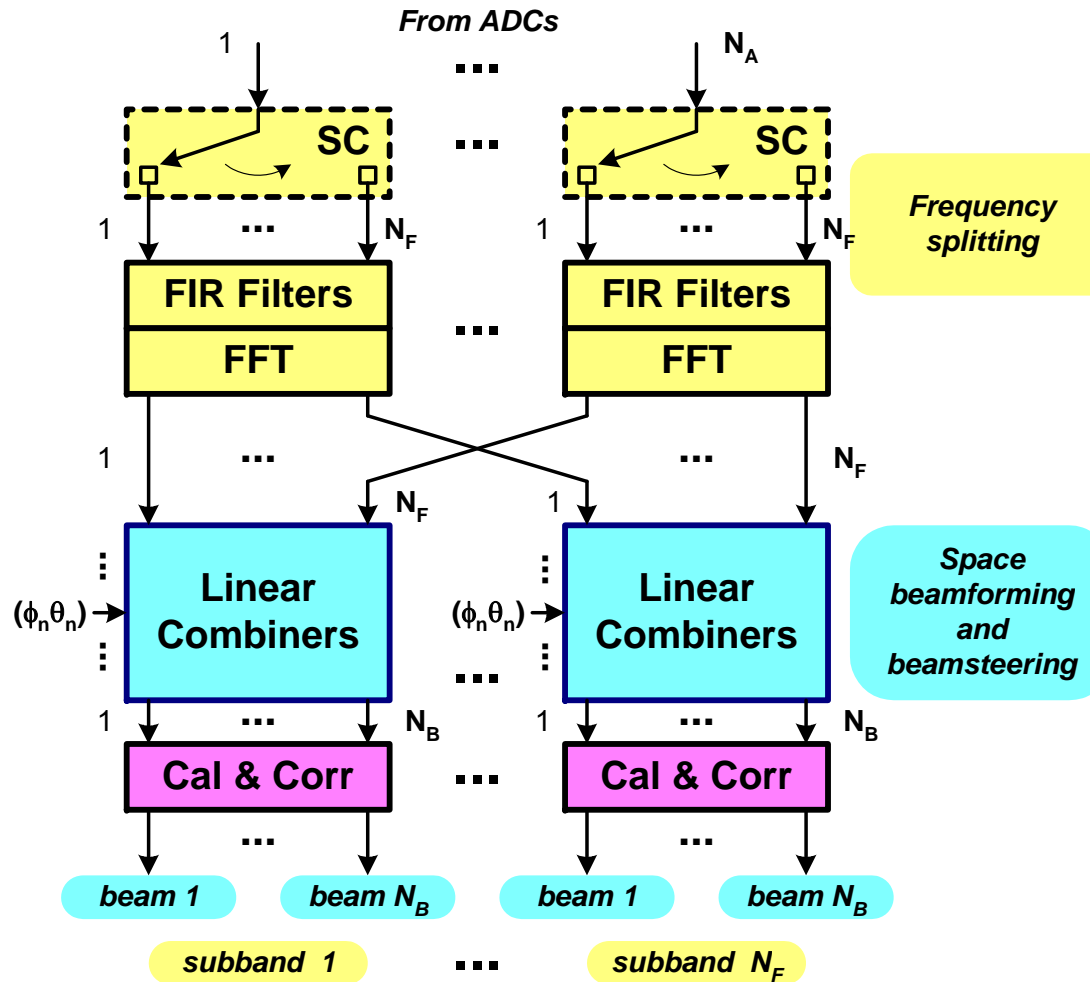 From ADCs
1
...
N_A
SC
...
SC
Frequency
splitting
1
...
N_F
1
...
N_F
FIR Filters
FIR Filters
...
FFT
FFT
1
...
...
N_F
N_F
1
...
...
Space
beamforming
and
beamsteering
(ϕ_nθ_n)
Linear
Combiners
(ϕ_nθ_n)
Linear
Combiners
...
...
...
1
...
N_B
1
...
N_B
Cal & Corr
...
Cal & Corr
...
...
beam 1
beam N_B
beam 1
beam N_B
subband 1
...
subband N_F